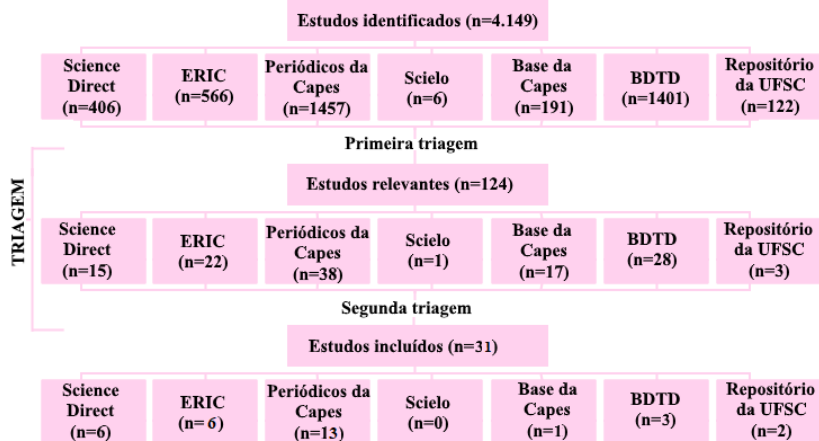 Estudos identificados (n=4.149)
Science
Direct
(n=406)
ERIC
(n=566)
Periódicos da
Capes
(n=1457)
Scielo
(n=6)
Base da
Capes
(n=191)
BDTD
(n=1401)
Repositório
da UFSC
(n=122)
Primeira triagem
TRIAGEM
Estudos relevantes (n=124)
Science
Direct
(n=15)
ERIC
(n=22)
Periódicos da
Capes
(n=38)
Scielo
(n=1)
Base da
Capes
(n=17)
BDTD
(n=28)
Repositório
da UFSC
(n=3)
Segunda triagem
Estudos incluídos (n=31)
Science
Direct
(n=6)
ERIC
(n= 6)
Periódicos da
Capes
(n=13)
Scielo
(n=0)
Base da
Capes
(n=1)
BDTD
(n=3)
Repositório
da UFSC
(n=2)